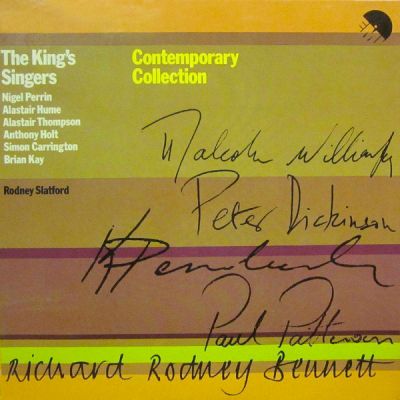 The King's
Singers
Nigel Perrin
Alastair Hume
Alastair Thompson
Anthony Holt
Simon Carrington
Brian Kay
Rodney Slatford
Contemporary
Collection
Malcolm Williamson
Peter Dickinson
K Penderecki
Paul Patterson
Richard Rodney Bennett